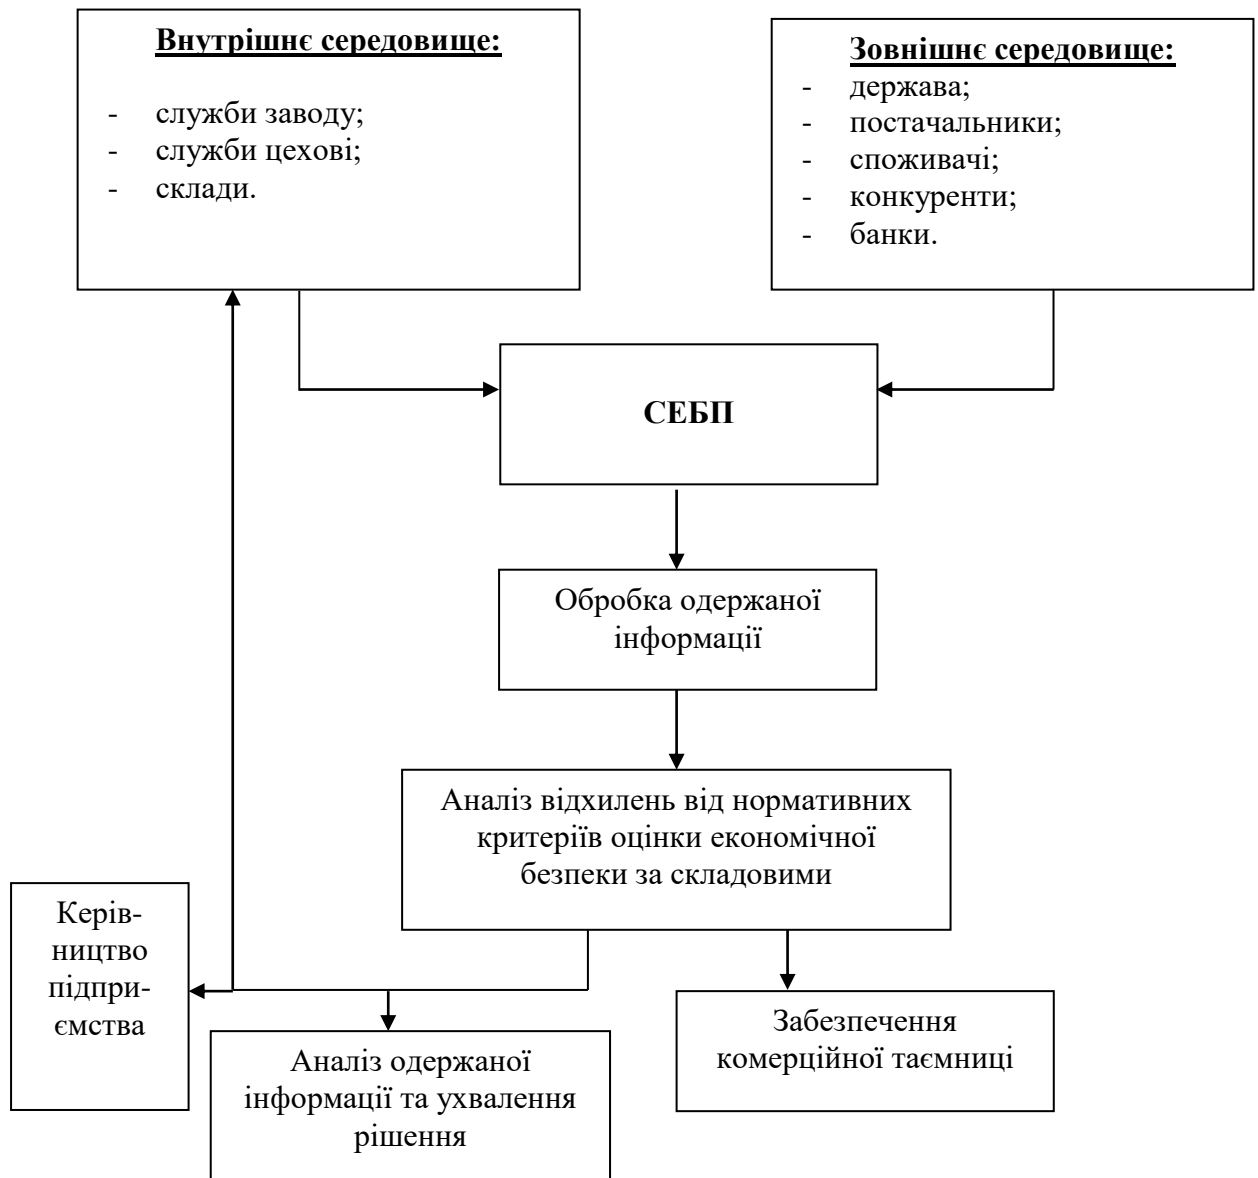 Внутрішнє середовище:
- служби заводу;
- служби цехові;
- склади.
Зовнішнє середовище:
- держава;
- постачальники;
- споживачі;
- конкуренти;
- банки.
СЕБП
Обробка одержаної
інформації
Аналіз відхилень від нормативних
критеріїв оцінки економічної
безпеки за складовими
Керів-
ництво
підпри-
ємства
Аналіз одержаної
інформації та ухвалення
рішення
Забезпечення
комерційної таємниці